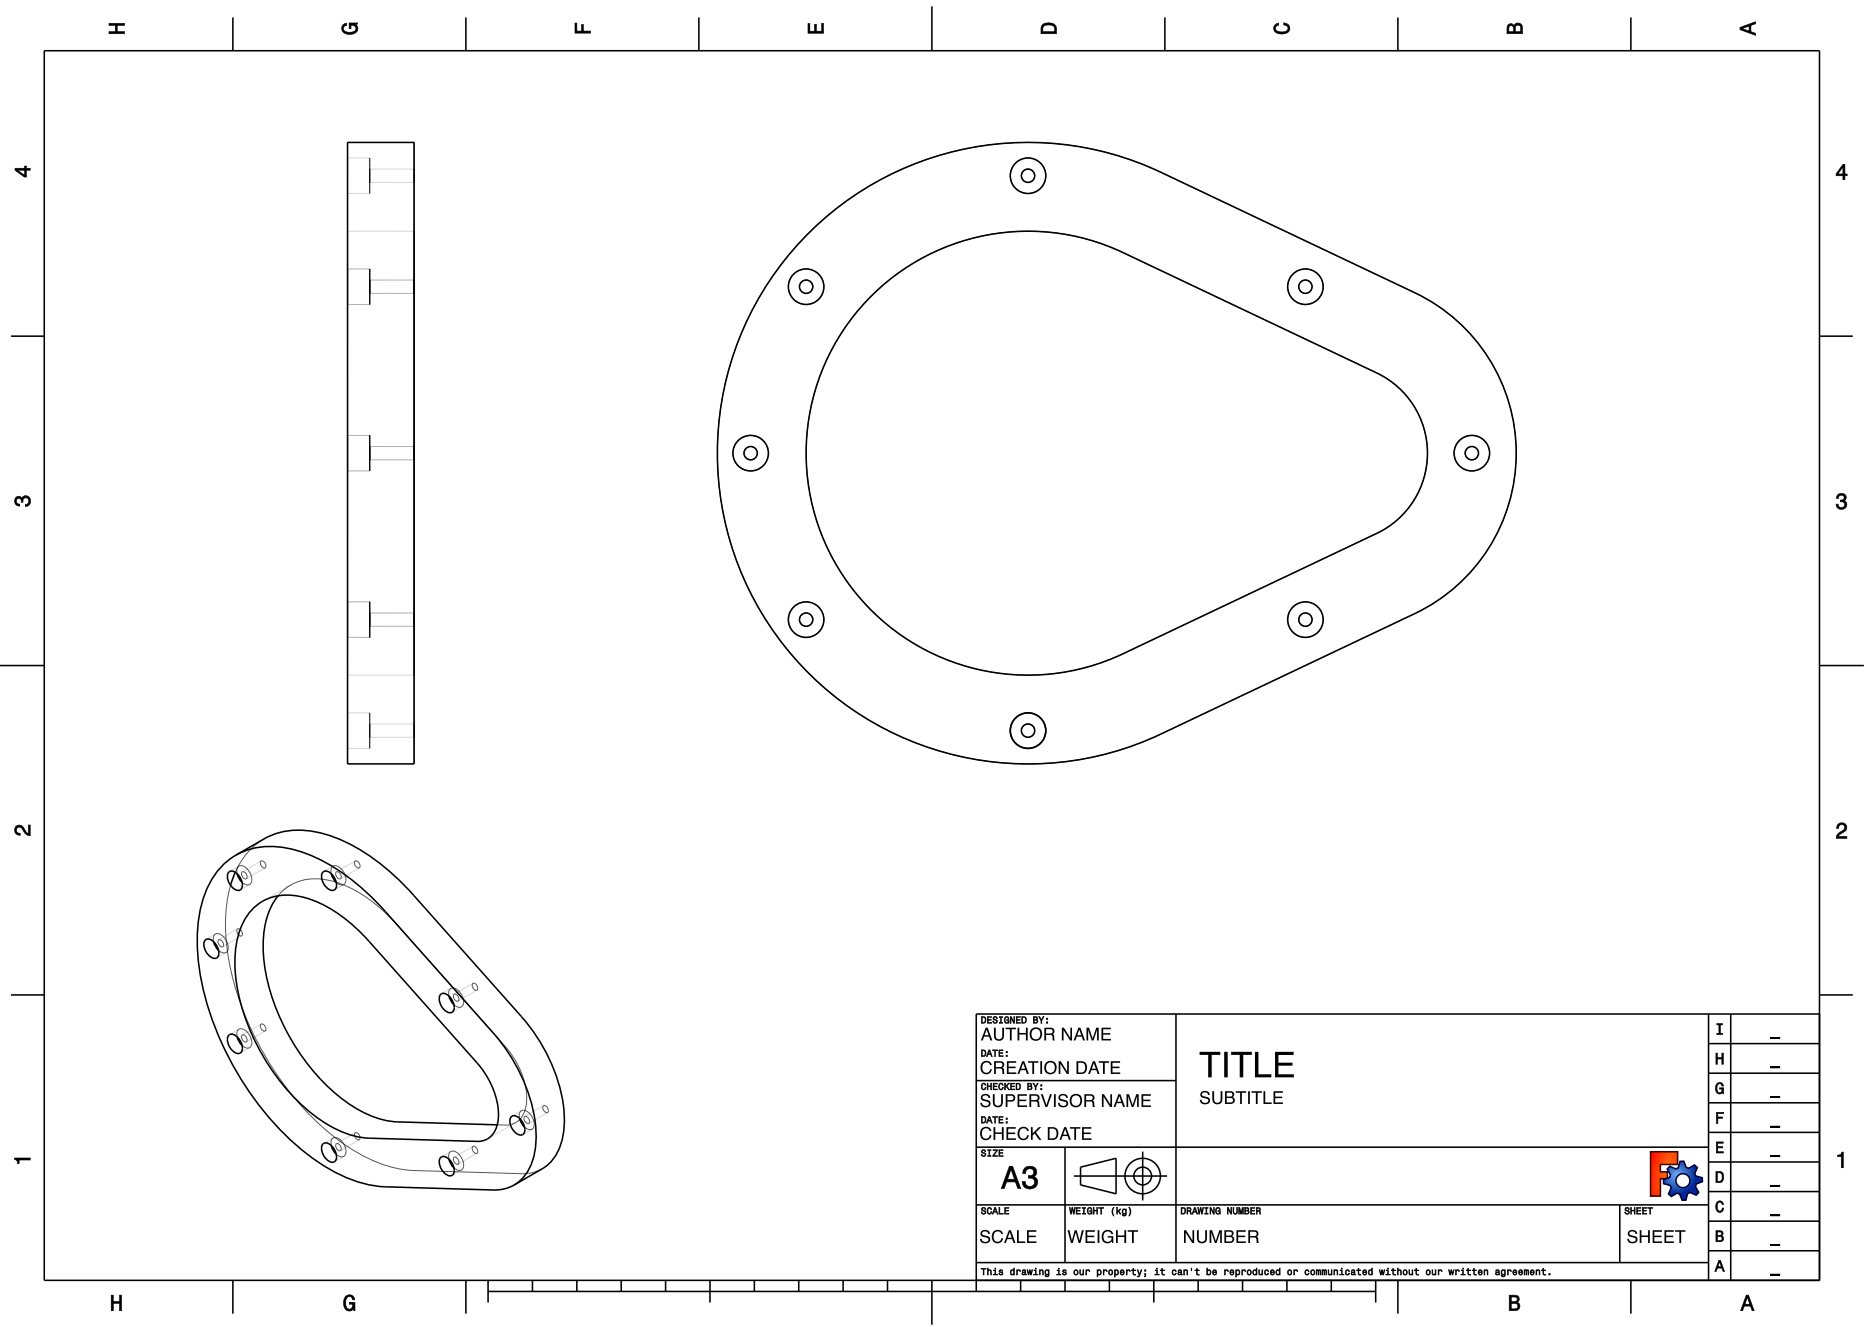 H G F E D C B A
4 4
3 3
2 2
1 1
DESIGNED BY:
AUTHOR NAME
DATE:
CREATION DATE
CHECKED BY:
SUPERVISOR NAME
DATE:
CHECK DATE
TITLE
SUBTITLE
SIZE
A3
SCALE
SCALE
WEIGHT (kg)
WEIGHT
DRAWING NUMBER
NUMBER
SHEET
SHEET
This drawing is our property; it can't be reproduced or communicated without our written agreement.
I _
H _
G _
F _
E _
D _
C _
B _
A _
H G B A